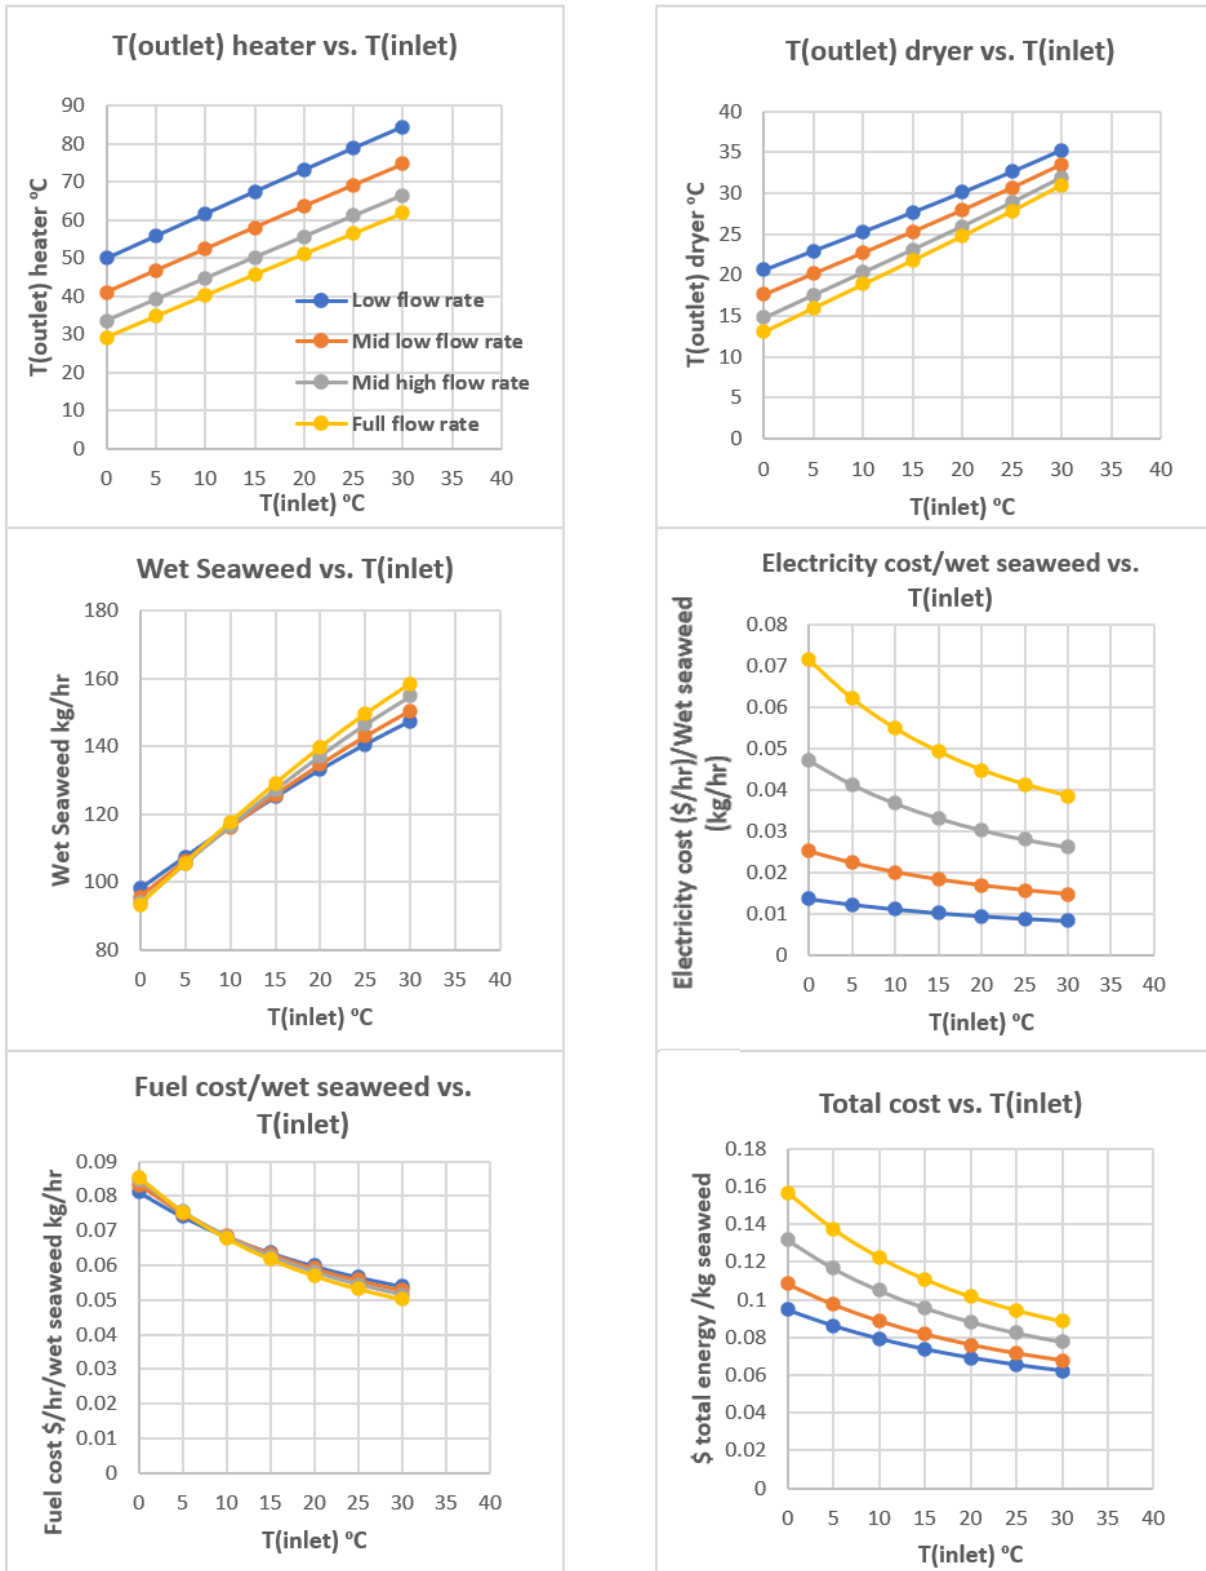 T(outlet) heater vs. T(inlet)
T(outlet) heater ºC
90
80
70
60
50
40
30
20
10
0
0 5 10 15 20 25 30 35 40
T(inlet) ºC
Low flow rate
Mid low flow rate
Mid high flow rate
Full flow rate
T(outlet) dryer vs. T(inlet)
T(outlet) dryer ºC
40
35
30
25
20
15
10
5
0
0 5 10 15 20 25 30 35 40
T(inlet) ºC
Wet Seaweed vs. T(inlet)
Wet Seaweed kg/hr
180
160
140
120
100
80
0 5 10 15 20 25 30 35 40
T(inlet) ºC
Electricity cost/wet seaweed vs.
T(inlet)
Electricity cost ($/hr)/Wet seaweed
(kg/hr)
0.08
0.07
0.06
0.05
0.04
0.03
0.02
0.01
0
0 5 10 15 20 25 30 35 40
T(inlet) ºC
Fuel cost/wet seaweed vs.
T(inlet)
Fuel cost $/hr/wet seaweed kg/hr
0.09
0.08
0.07
0.06
0.05
0.04
0.03
0.02
0.01
0
0 5 10 15 20 25 30 35 40
T(inlet) ºC
Total cost vs. T(inlet)
$ total energy /kg seaweed
0.18
0.16
0.14
0.12
0.1
0.08
0.06
0.04
0.02
0
0 5 10 15 20 25 30 35 40
T(inlet) ºC